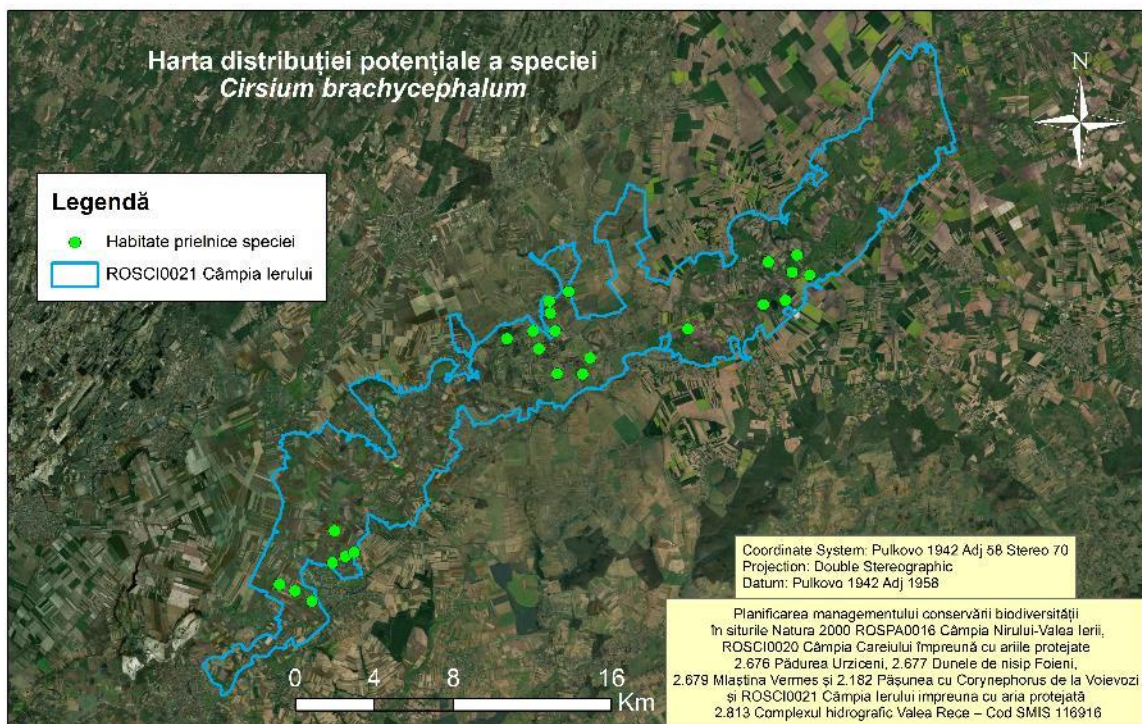 Harta distribuției potențiale a speciei
Cirsium brachycephalum
N
Legendă
Habitate prielnice speciei
ROSCI0021 Câmpia Ierului
Coordinate System: Pulkovo 1942 Adj 58 Stereo 70
Projection: Double Stereographic
Datum: Pulkovo 1942 Adj 1958
Planificarea managementului conservării biodiversității
în siturile Natura 2000 ROSPA0016 Câmpia Nirului-Valea Ierii,
ROSCI0020 Câmpia Careiului împreună cu ariile protejate
2.676 Pădurea Urziceni, 2.677 Dunele de nisip Foieni,
2.679 Mlaștina Vermes și 2.182 Pășunea cu Corynephorus de la Voievozi
și ROSCI0021 Câmpia Ierului impreuna cu aria protejată
2.813 Complexul hidrografic Valea Rece – Cod SMIS 116916
0 4 8 16
Km